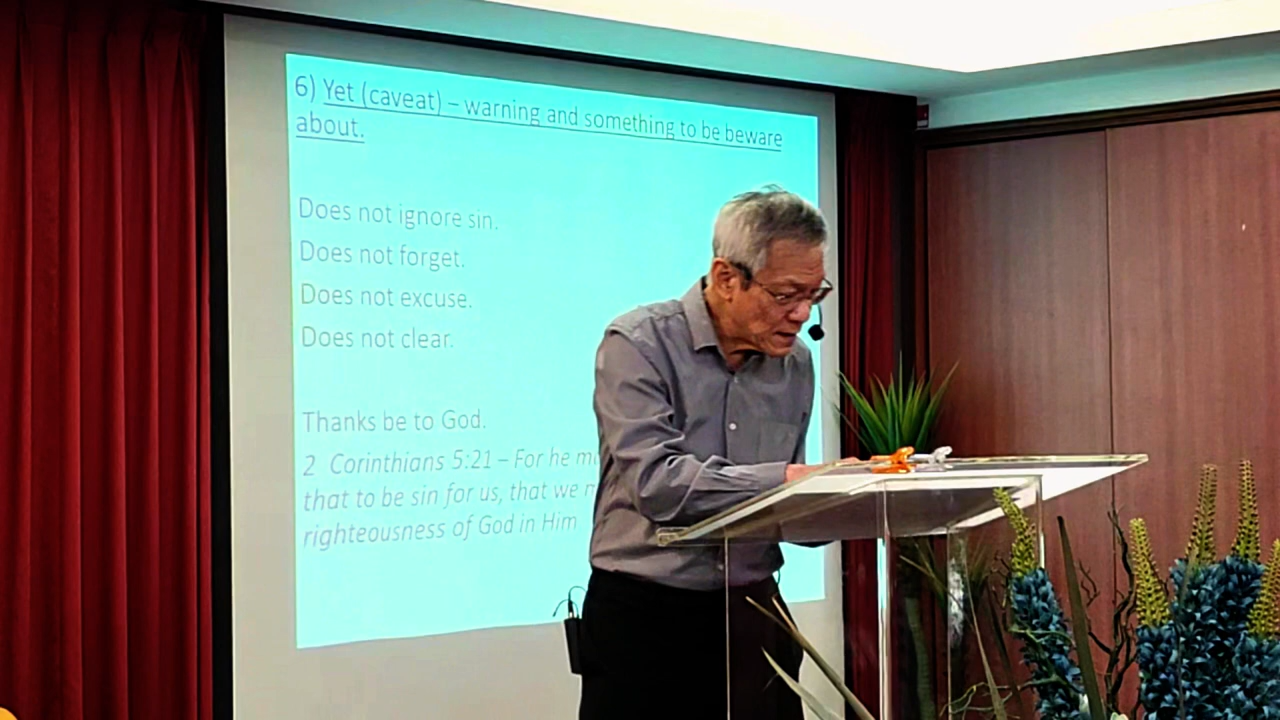 6) Yet (caveat) – warning and something to be beware
about.
Does not ignore sin.
Does not forget.
Does not excuse.
Does not clear.
Thanks be to God.
2 Corinthians 5:21 – For he
that to be sin for us, that we
righteousness of God in Him